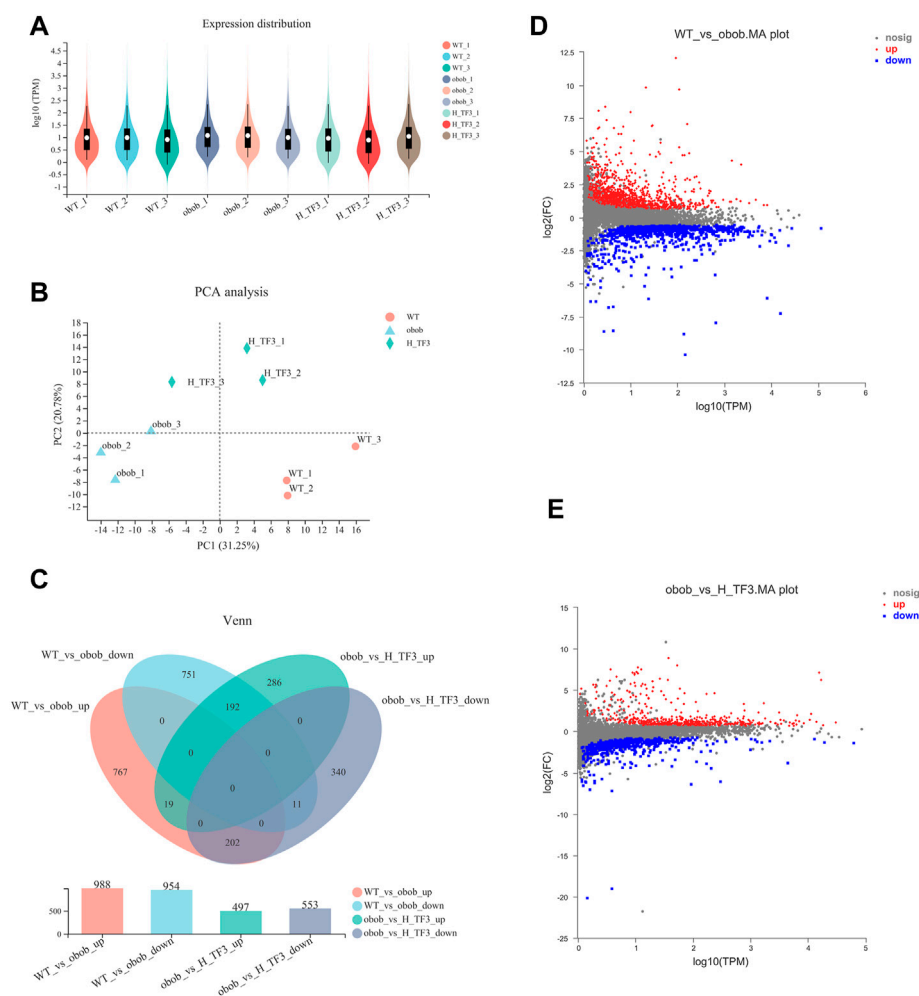 A
Expression distribution
log10 (TPM)
4.5
4
3.5
3
2.5
2
1.5
1
0.5
0
-0.5
-1
WT_1 WT_2 WT_3 obob_1 obob_2 obob_3 H_TF3_1 H_TF3_2 H_TF3_3
WT_1
WT_2
WT_3
obob_1
obob_2
obob_3
H_TF3_1
H_TF3_2
H_TF3_3
B
PCA analysis
PC2 (20.78%)
18
16
14
12
10
8
6
4
2
0
-2
-4
-6
-8
-10
-12
-14 -12 -10 -8 -6 -4 -2 0 2 4 6 8 10 12 14 16
PC1 (31.25%)
H_TF3_1
H_TF3_2
H_TF3_3
obob_3
obob_2
obob_1
WT_3
WT_1
WT_2
WT
obob
H_TF3
C
Venn
WT_vs_obob_down
obob_vs_H_TF3_up
WT_vs_obob_up
obob_vs_H_TF3_down
751
286
192
0
0
0
0
767
340
0
19
11
0
0
202
988
954
497
553
500
0
WT_vs_obob_up
WT_vs_obob_down
obob_vs_H_TF3_up
obob_vs_H_TF3_down
WT_vs_obob_up
WT_vs_obob_down
obob_vs_H_TF3_up
obob_vs_H_TF3_down
D
WT_vs_obob.MA plot
nosig
up
down
log2(FC)
12.5
10.0
7.5
5.0
2.5
0
-2.5
-5.0
-7.5
-10.0
-12.5
0 1 2 3 4 5 6
log10(TPM)
E
obob_vs_H_TF3.MA plot
nosig
up
down
log2(FC)
15
10
5
0
-5
-10
-15
-20
-25
0 1 2 3 4 5
log10(TPM)